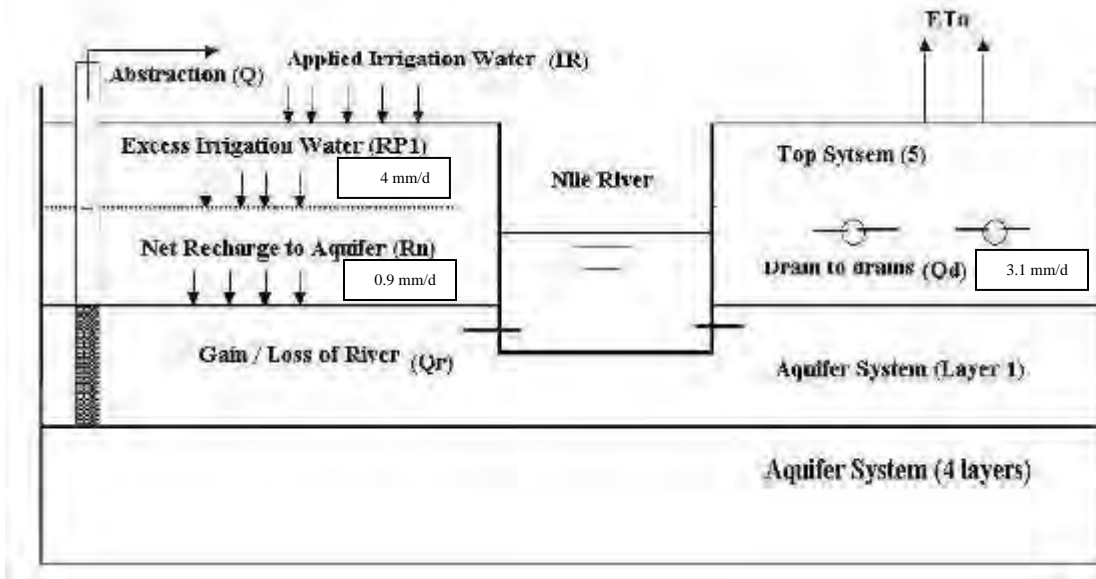 ETa
Abstraction (Q)
Applied Irrigation Water (IR)
Excess Irrigation Water (RP1)
4 mm/d
Nile River
Top Sytsem (5)
Net Recharge to Aquifer (Rn)
0.9 mm/d
Drain to drains (Qd)
3.1 mm/d
Gain / Loss of River (Qr)
Aquifer System (Layer 1)
Aquifer System (4 layers)